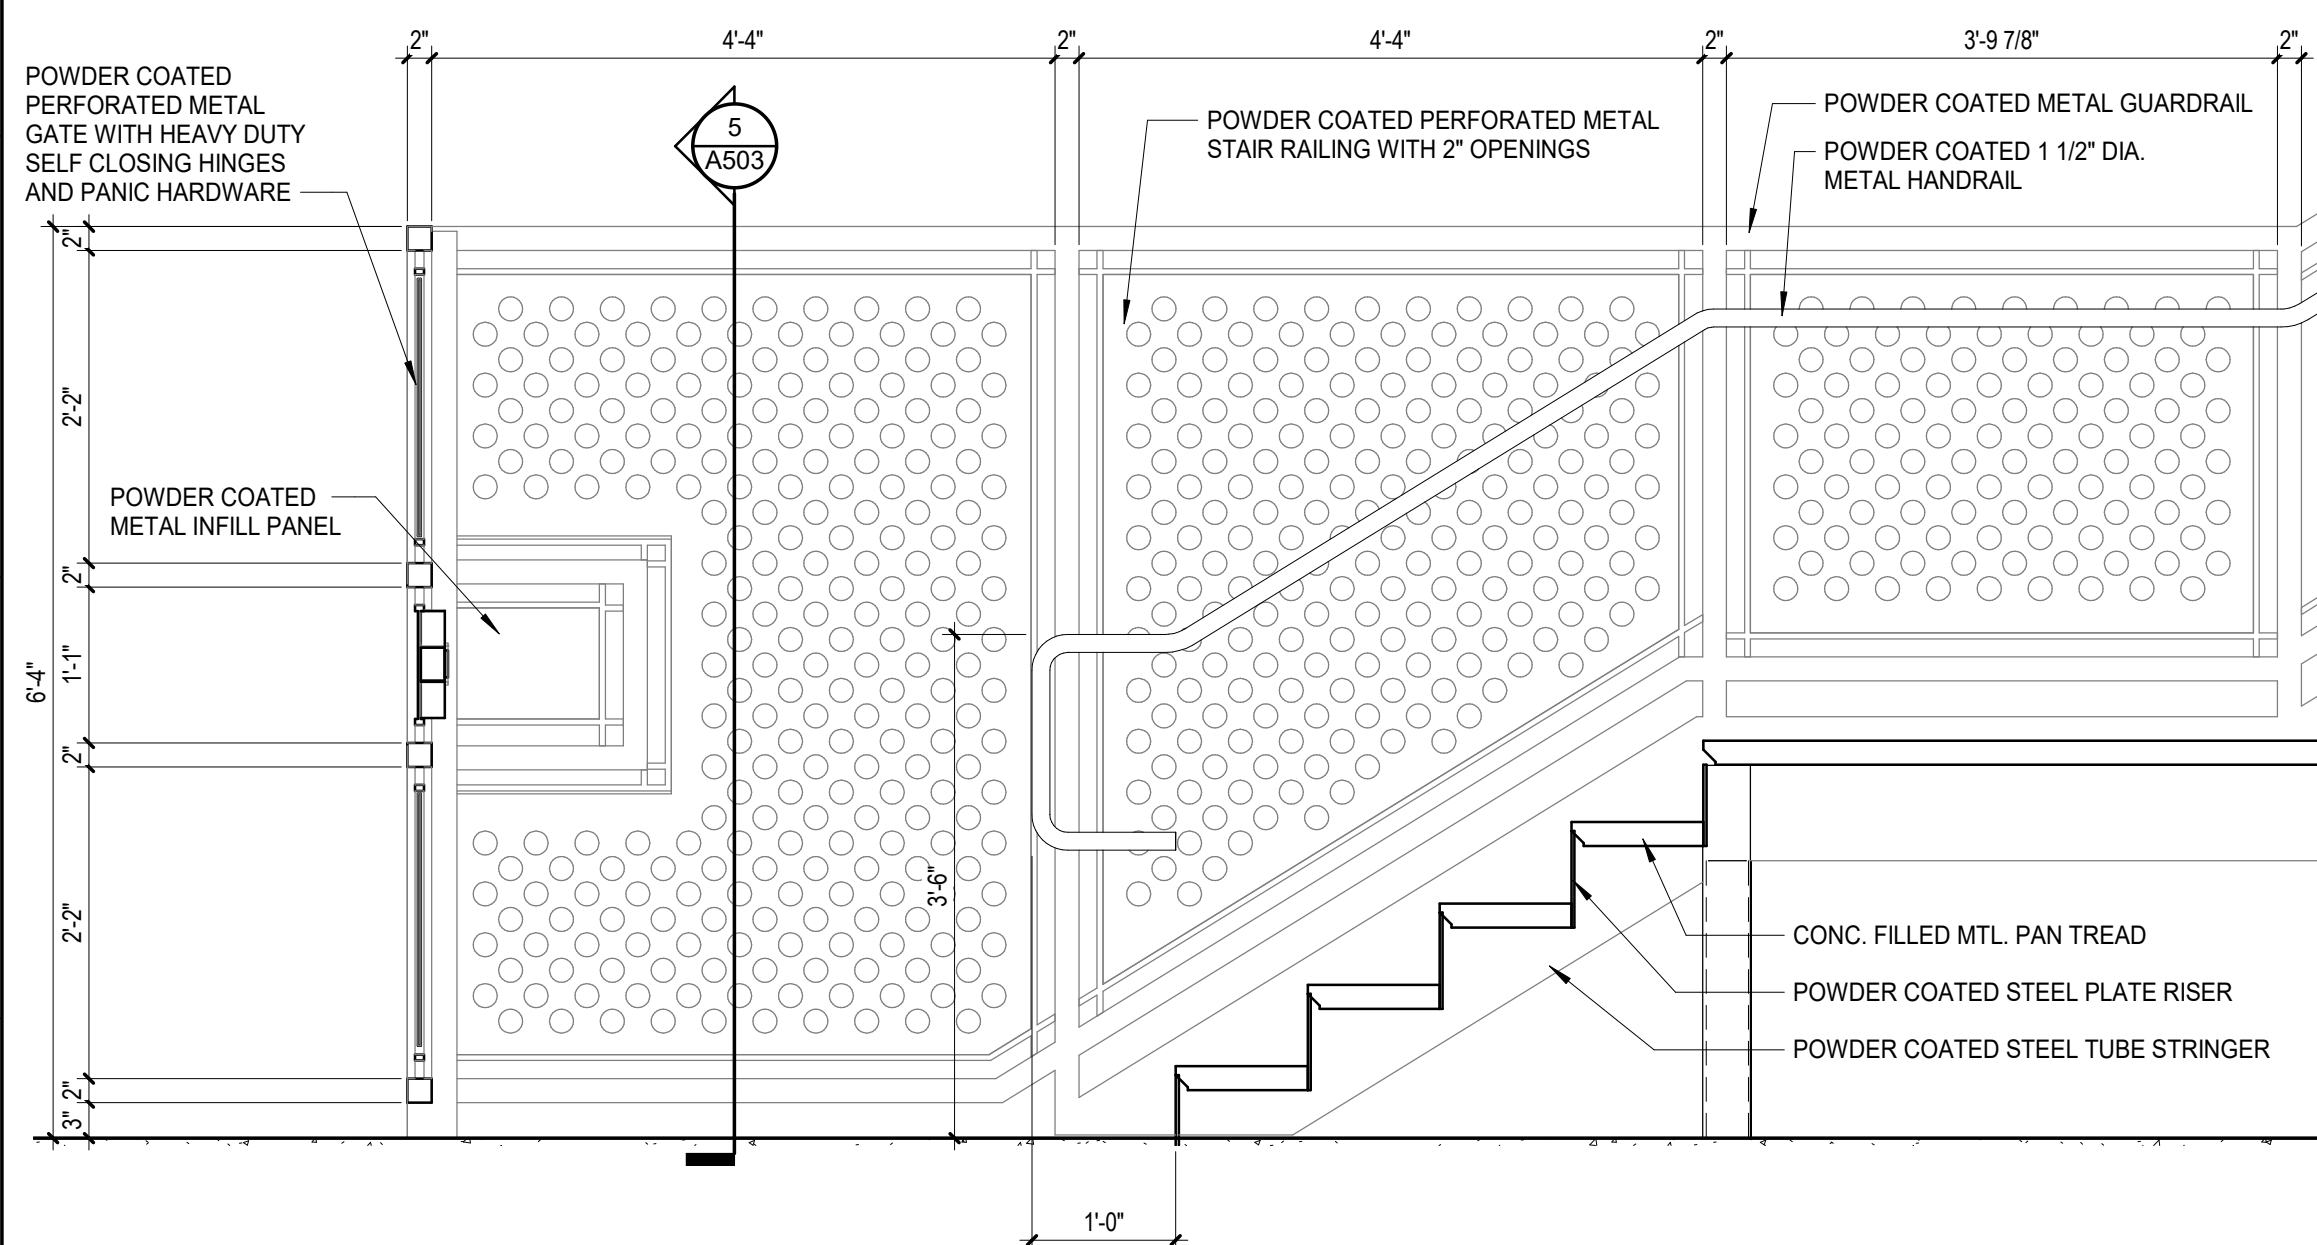 2"
4'-4"
2"
4'-4"
2"
3'-9 7/8"
2"
POWDER COATED
PERFORATED METAL
GATE WITH HEAVY DUTY
SELF CLOSING HINGES
AND PANIC HARDWARE
5
A503
POWDER COATED PERFORATED METAL
STAIR RAILING WITH 2" OPENINGS
POWDER COATED METAL GUARDRAIL
POWDER COATED 1 1/2" DIA.
METAL HANDRAIL
2"
2'-2"
POWDER COATED
METAL INFILL PANEL
2"
1'-1"
6'-4"
2"
2'-2"
2"
3"
3'-6"
CONC. FILLED MTL. PAN TREAD
POWDER COATED STEEL PLATE RISER
POWDER COATED STEEL TUBE STRINGER
1'-0"